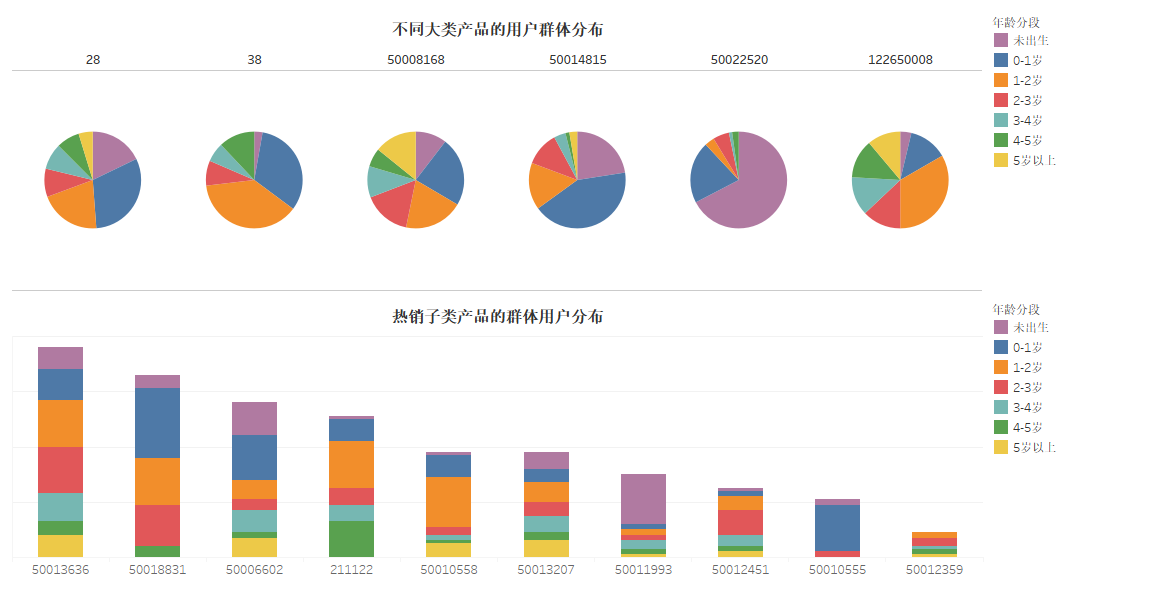 不同大类产品的用户群体分布
28 38 50008168 50014815 50022520 122650008
年龄分段
未出生
0-1岁
1-2岁
2-3岁
3-4岁
4-5岁
5岁以上
热销子类产品的群体用户分布
年龄分段
未出生
0-1岁
1-2岁
2-3岁
3-4岁
4-5岁
5岁以上
50013636 50018831 50006602 211122 50010558 50013207 50011993 50012451 50010555 50012359